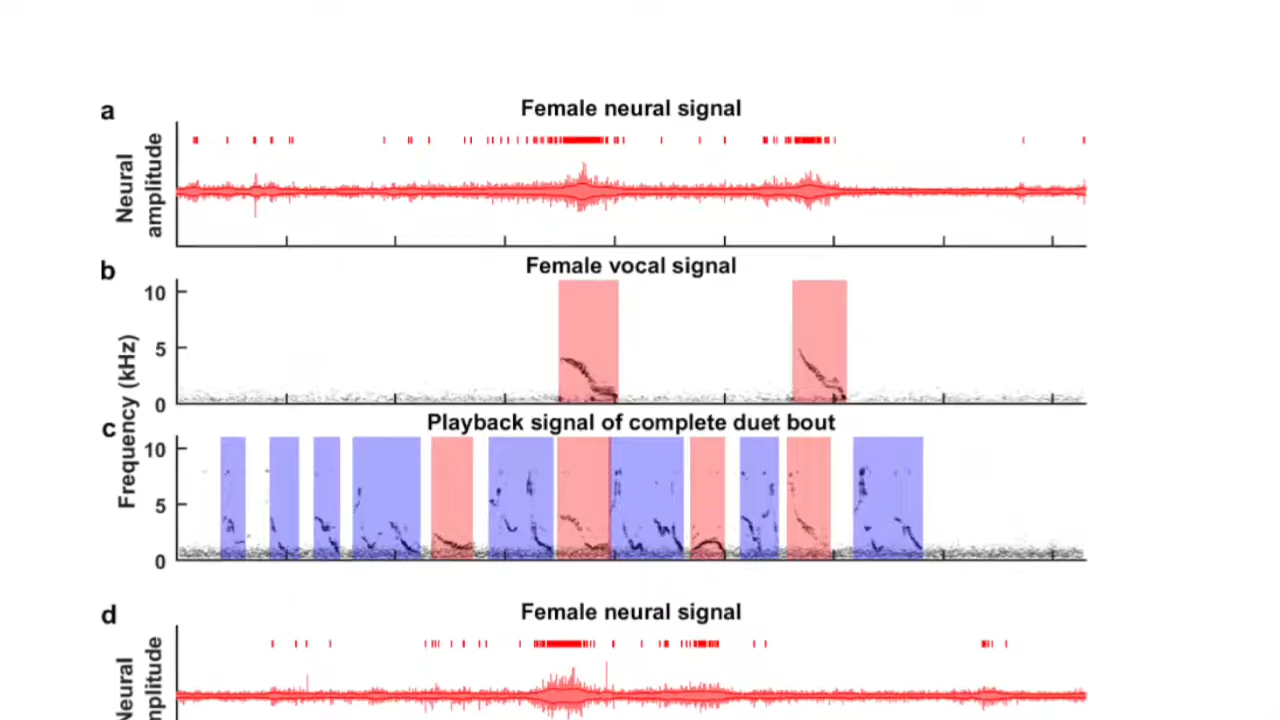 a
Female neural signal
Neural
amplitude
b
Female vocal signal
10
5
0
Frequency (kHz)
c
Playback signal of complete duet bout
10
5
0
d
Female neural signal
Neural
mplitude